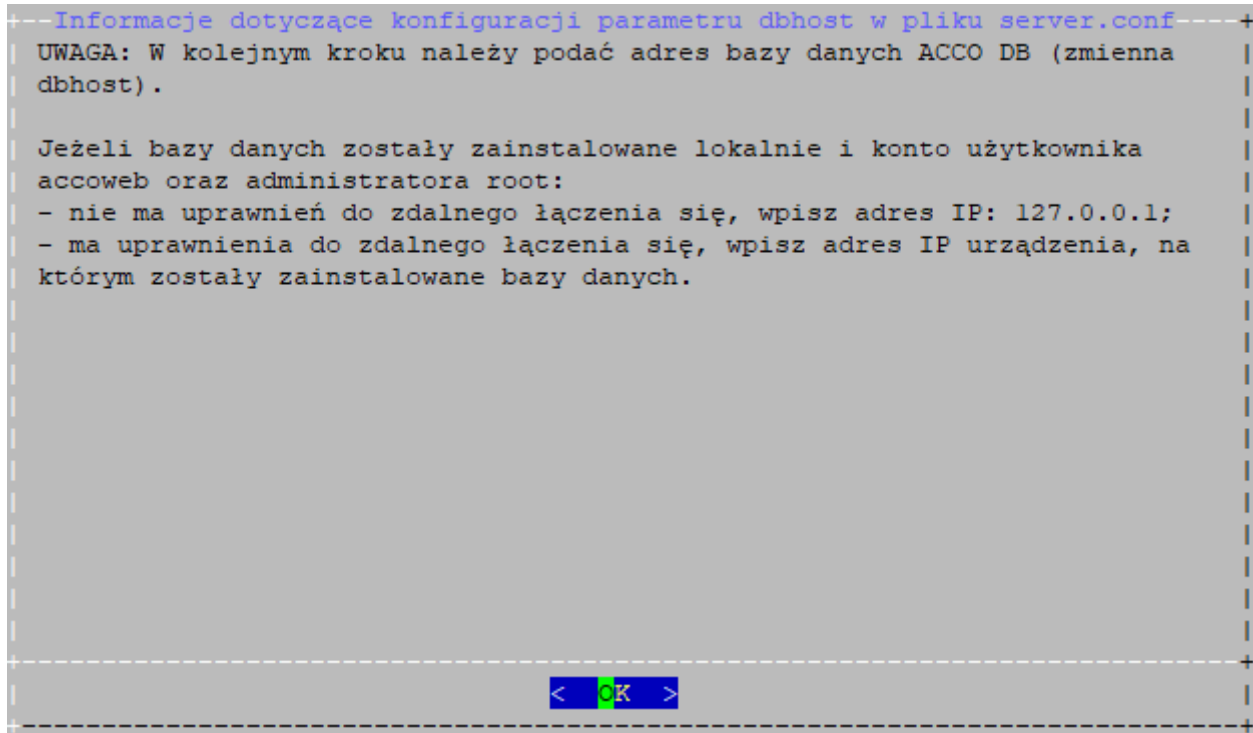 Informacje dotyczące konfiguracji parametru dbhost w pliku server.conf
UWAGA: W kolejnym kroku należy podać adres bazy danych ACCO DB (zmienna
dbhost).
Jeżeli bazy danych zostały zainstalowane lokalnie i konto użytkownika
accoweb oraz administratora root:
- nie ma uprawnień do zdalnego łączenia się, wpisz adres IP: 127.0.0.1;
- ma uprawnienia do zdalnego łączenia się, wpisz adres IP urządzenia, na
którym zostały zainstalowane bazy danych.
< OK >